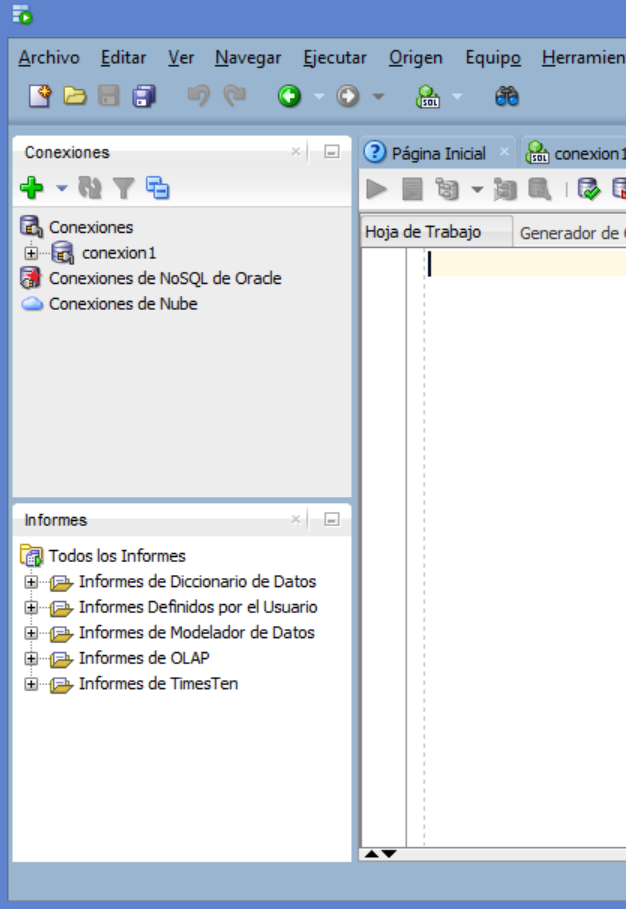 Archivo Editar Ver Navegar Ejecutar Origen Equipo Herramien
SQL
Conexiones
Conexiones
conexion1
Conexiones de NoSQL de Oracle
Conexiones de Nube
Página Inicial
SQL
conexion1
Hoja de Trabajo
Generador de
Informes
Todos los Informes
Informes de Diccionario de Datos
Informes Definidos por el Usuario
Informes de Modelador de Datos
Informes de OLAP
Informes de TimesTen